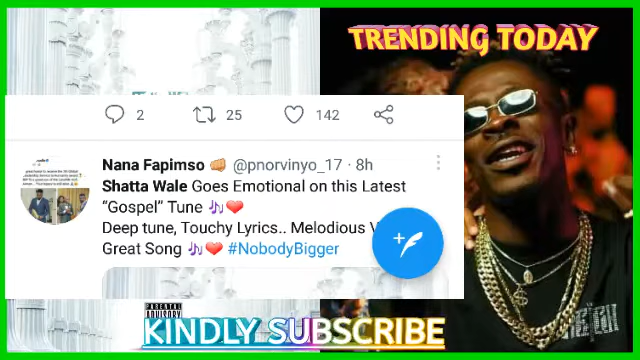 TRENDING TODAY
2 25 142
Nana Fapimso 👊 @pnorvinyo_17 · 8h
Shatta Wale Goes Emotional on this Latest
“Gospel” Tune 🎶❤️
Deep tune, Touchy Lyrics.. Melodious
Great Song 🎶❤️ #NobodyBigger
PARENTAL
ADVISORY
KINDLY SUBSCRIBE